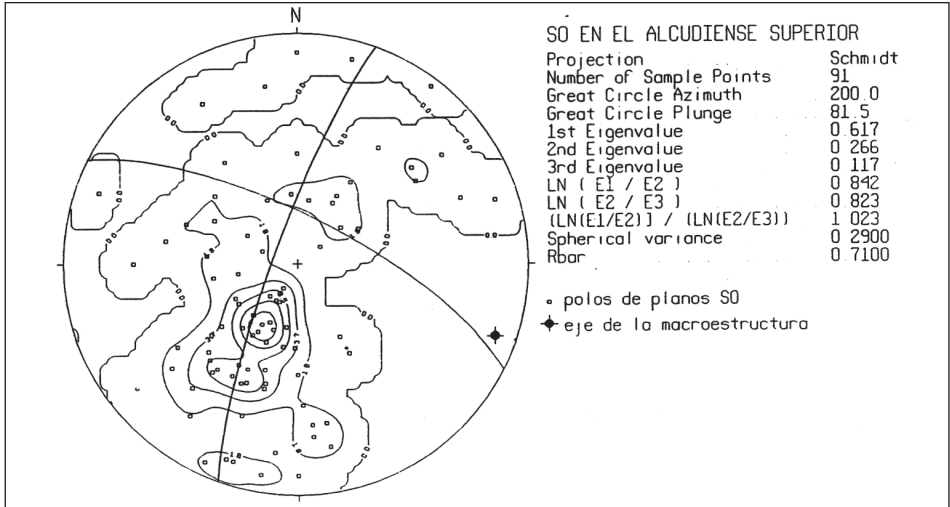 N
SO EN EL ALCUDIENSE SUPERIOR
Projection Schmidt
Number of Sample Points 91
Great Circle Azimuth 200.0
Great Circle Plunge 81.5
1st Eigenvalue 0.617
2nd Eigenvalue 0 266
3rd Eigenvalue 0 117
LN ( E1 / E2 ) 0 842
LN ( E2 / E3 ) 0.823
(LN(E1/E2)] / (LN(E2/E3)) 1 023
Spherical variance 0 2900
Rbar 0.7100
polos de planos SO
eje de la macroestructura